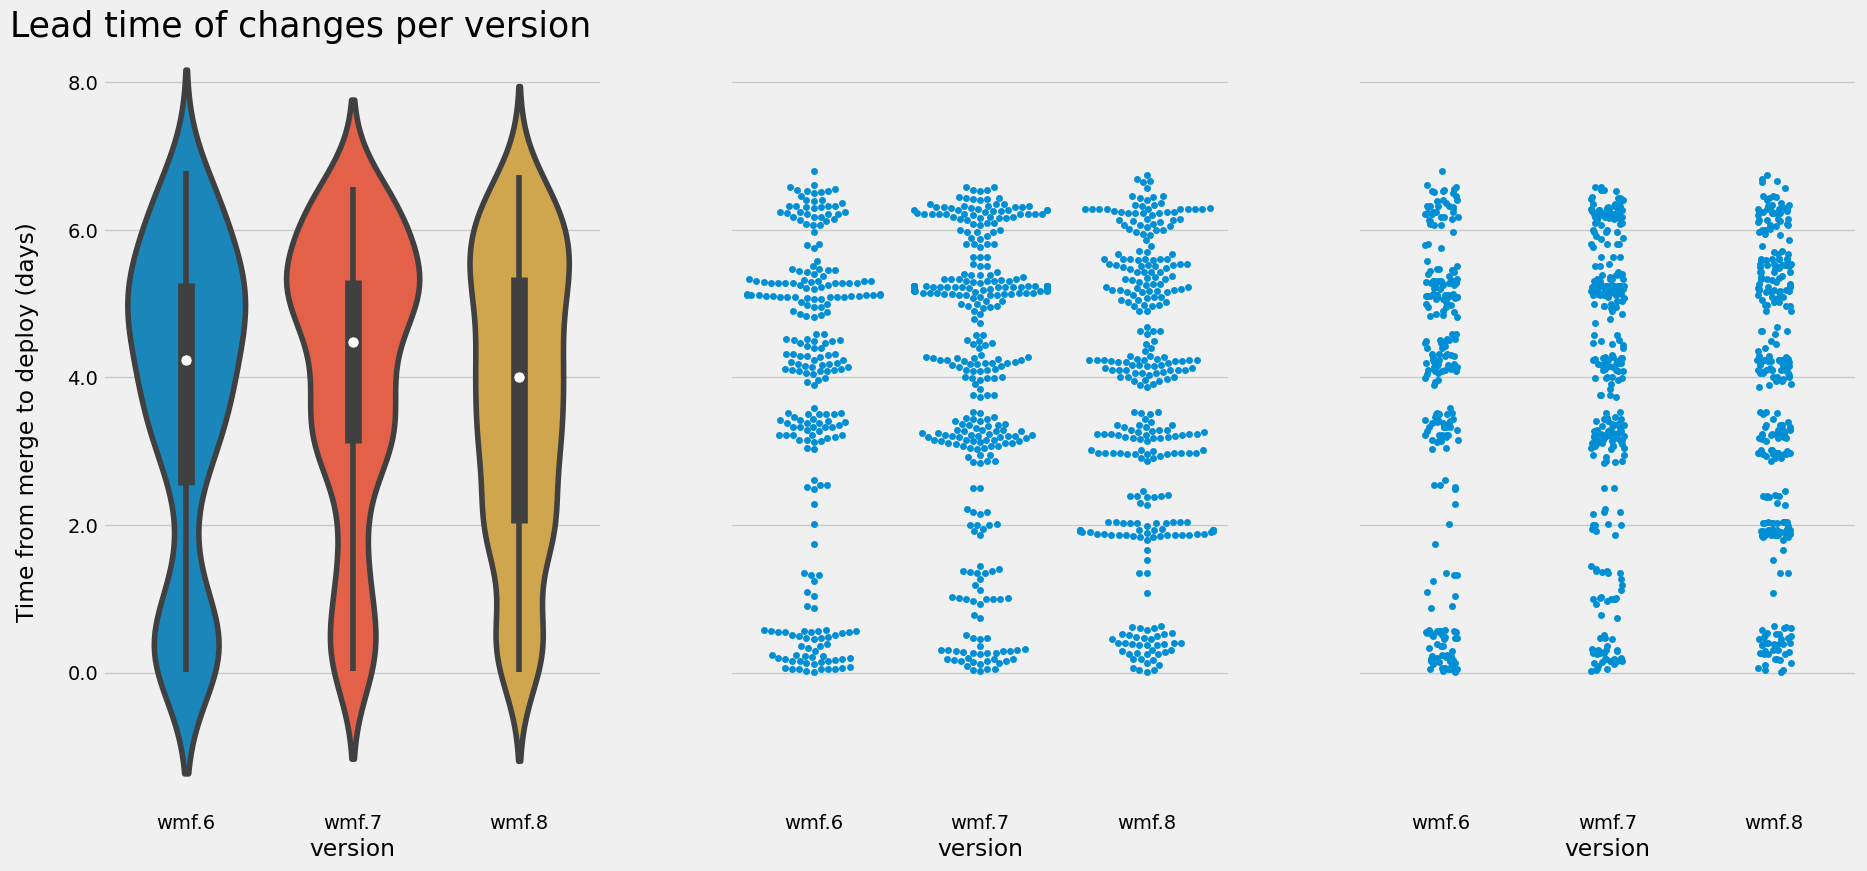 Lead time of changes per version
Time from merge to deploy (days)
8.0
6.0
4.0
2.0
0.0
wmf.6 wmf.7 wmf.8
version
wmf.6 wmf.7 wmf.8
version
wmf.6 wmf.7 wmf.8
version